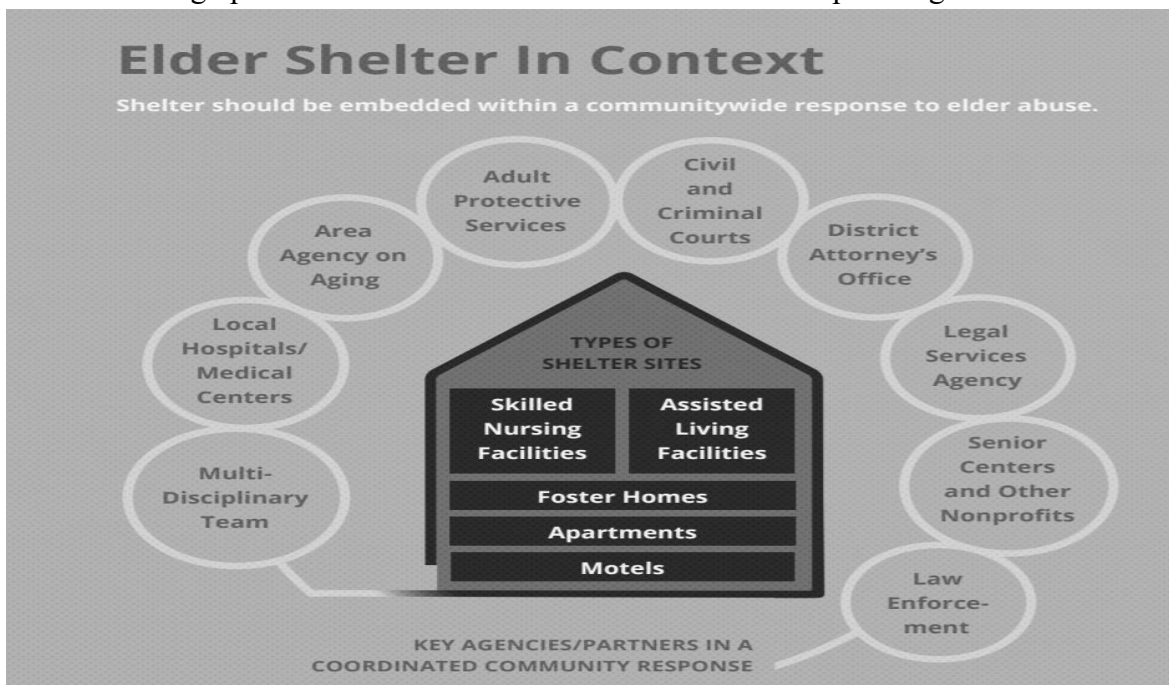 Elder Shelter In Context
Shelter should be embedded within a communitywide response to elder abuse.
Adult
Protective
Services
Civil
and
Criminal
Courts
Area
Agency on
Aging
District
Attorney's
Office
Local
Hospitals/
Medical
Centers
Legal
Services
Agency
Multi-
Disciplinary
Team
Senior
Centers
and Other
Nonprofits
Law
Enforce-
ment
TYPES OF
SHELTER SITES
Skilled
Nursing
Facilities
Assisted
Living
Facilities
Foster Homes
Apartments
Motels
KEY AGENCIES/PARTNERS IN A
COORDINATED COMMUNITY RESPONSE